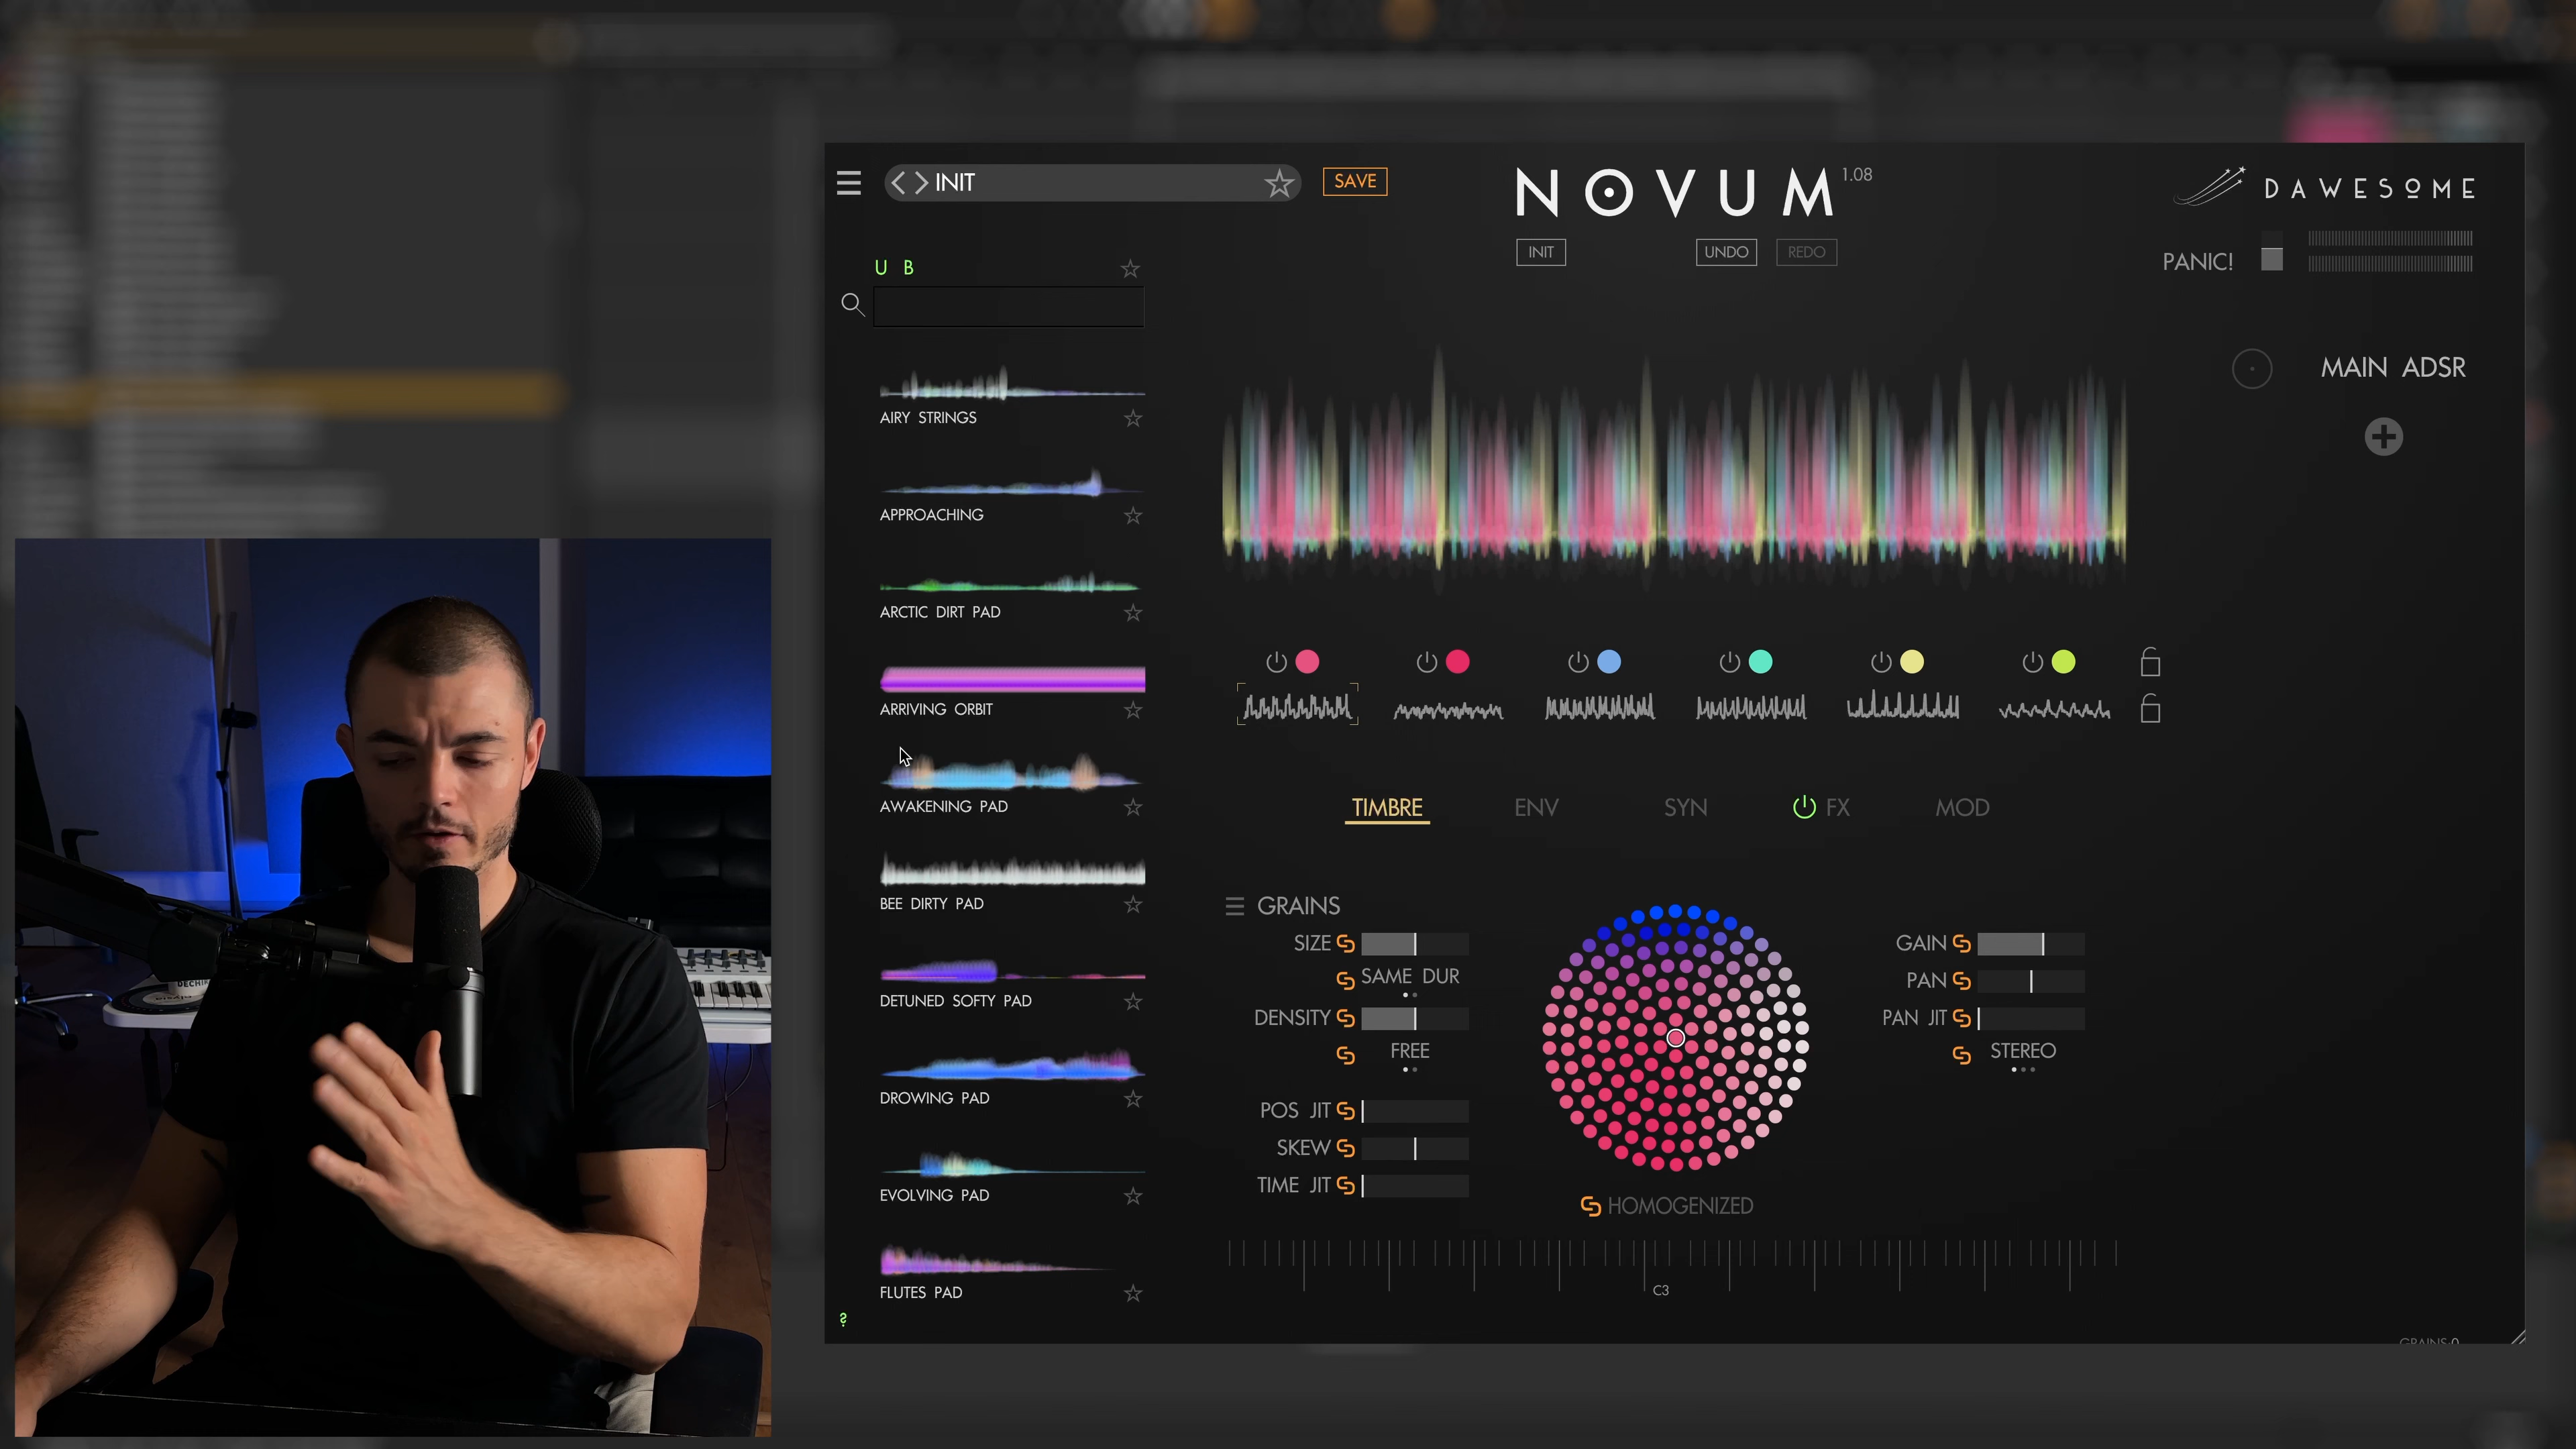 INIT
SAVE
NOVUM 1.08
DAWESOME
INIT
UNDO
REDO
PANIC!
U B
MAIN ADSR
AIRY STRINGS
APPROACHING
ARCTIC DIRT PAD
ARRIVING ORBIT
AWAKENING PAD
BEE DIRTY PAD
DETUNED SOFTY PAD
DROWING PAD
EVOLVING PAD
FLUTES PAD
TIMBRE
ENV
SYN
FX
MOD
GRAINS
SIZE
SAME DUR
DENSITY
FREE
POS JIT
SKEW
TIME JIT
HOMOGENIZED
GAIN
PAN
PAN JIT
STEREO
C3
?
GRAINS:0